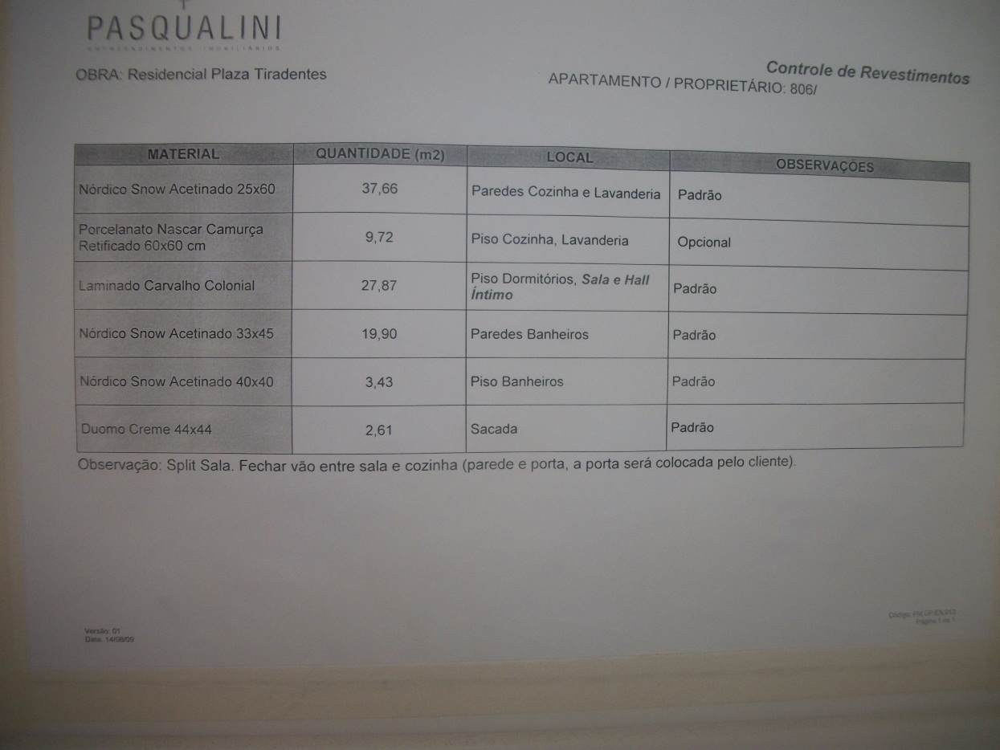 PASQUALINI
EMPREENDIMENTOS IMOBILIÁRIOS
Controle de Revestimentos
OBRA: Residencial Plaza Tiradentes
APARTAMENTO / PROPRIETÁRIO: 806/
MATERIAL QUANTIDADE (m2) LOCAL OBSERVAÇÕES
Nórdico Snow Acetinado 25x60 37,66 Paredes Cozinha e Lavanderia Padrão
Porcelanato Nascar Camurça
Retificado 60x60 cm 9,72 Piso Cozinha, Lavanderia Opcional
Laminado Carvalho Colonial 27,87 Piso Dormitórios, Sala e Hall
Íntimo Padrão
Nórdico Snow Acetinado 33x45 19,90 Paredes Banheiros Padrão
Nórdico Snow Acetinado 40x40 3,43 Piso Banheiros Padrão
Duomo Creme 44x44 2,61 Sacada Padrão
Observação: Split Sala. Fechar vão entre sala e cozinha (parede e porta, a porta será colocada pelo cliente).
Versão: 01
Data: 14/08/09
Código:
Página 1 de 1